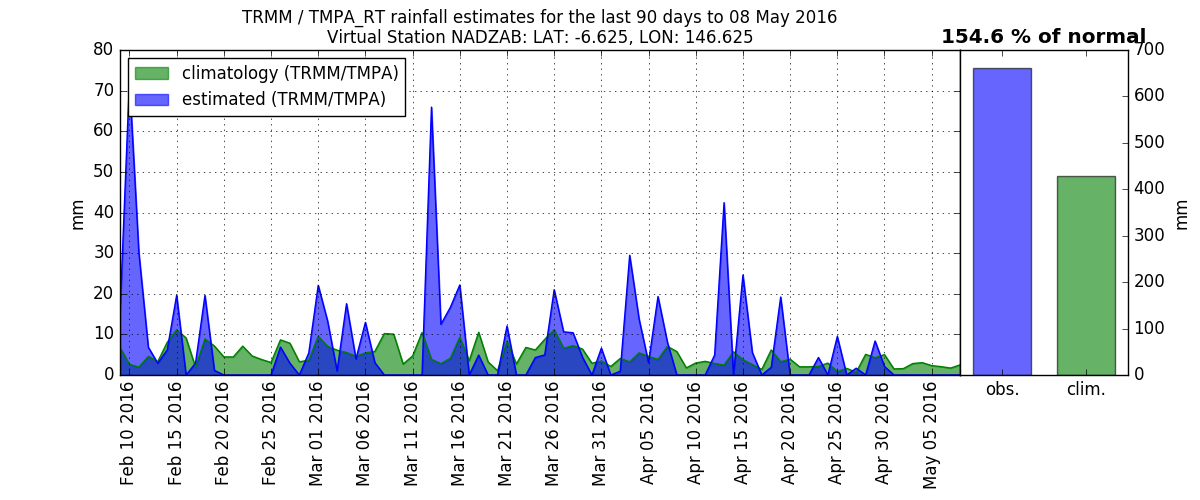 TRMM / TMPA_RT rainfall estimates for the last 90 days to 08 May 2016
Virtual Station NADZAB: LAT: -6.625, LON: 146.625
154.6 % of normal
climatology (TRMM/TMPA)
estimated (TRMM/TMPA)
mm
80
70
60
50
40
30
20
10
0
Feb 10 2016
Feb 15 2016
Feb 20 2016
Feb 25 2016
Mar 01 2016
Mar 06 2016
Mar 11 2016
Mar 16 2016
Mar 21 2016
Mar 26 2016
Mar 31 2016
Apr 05 2016
Apr 10 2016
Apr 15 2016
Apr 20 2016
Apr 25 2016
Apr 30 2016
May 05 2016
700
600
500
400
300
200
100
0
mm
obs.
clim.